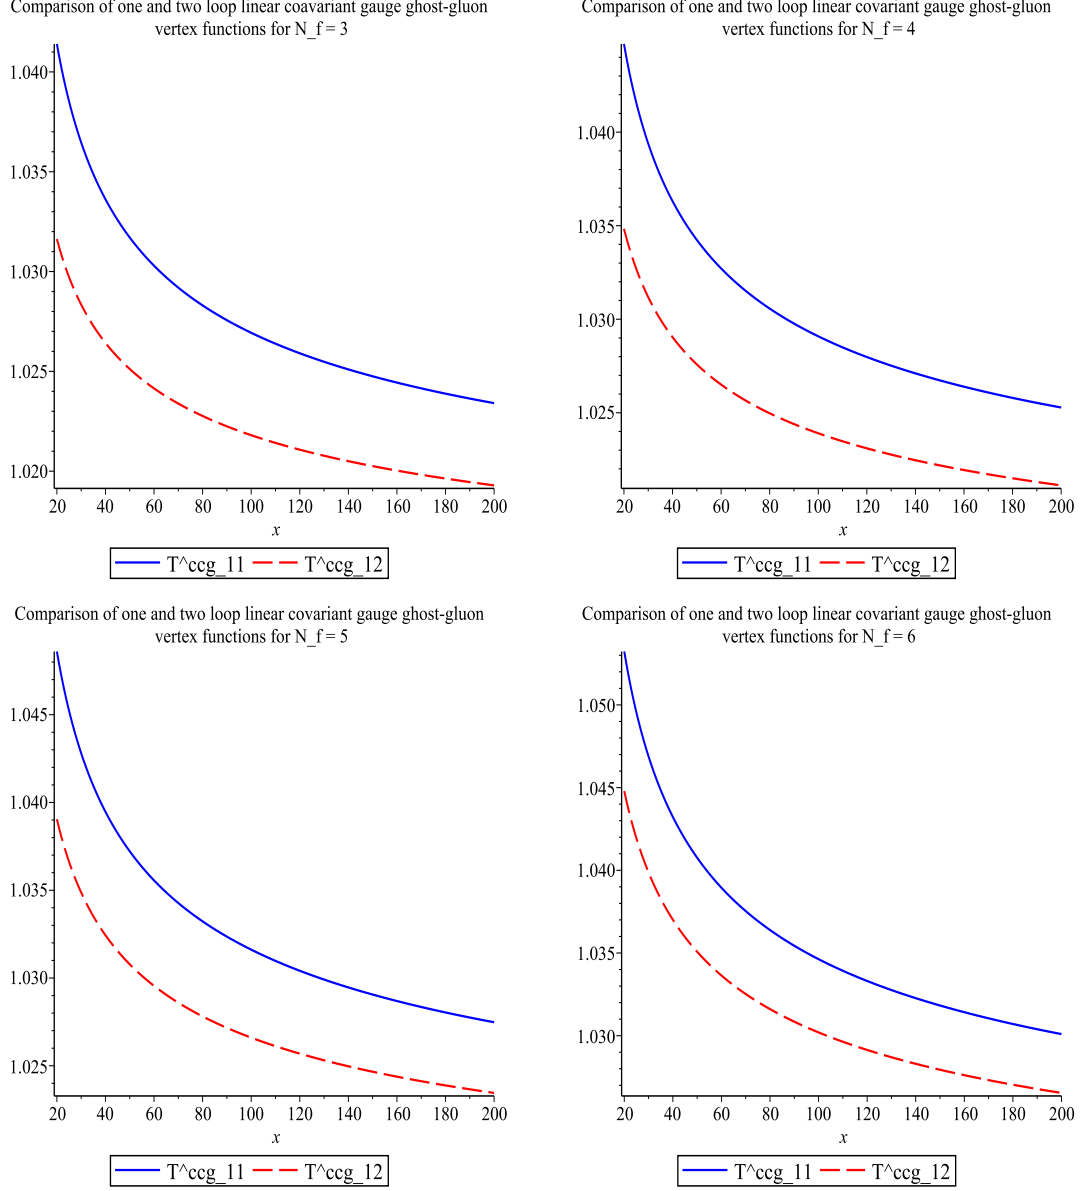 Comparison of one and two loop linear coavariant gauge ghost-gluon
vertex functions for N_f = 3
1.040
1.035
1.030
1.025
1.020
20 40 60 80 100 120 140 160 180 200
x
T^ccg_11 T^ccg_12
Comparison of one and two loop linear covariant gauge ghost-gluon
vertex functions for N_f = 4
1.040
1.035
1.030
1.025
20 40 60 80 100 120 140 160 180 200
x
T^ccg_11 T^ccg_12
Comparison of one and two loop linear covariant gauge ghost-gluon
vertex functions for N_f = 5
1.045
1.040
1.035
1.030
1.025
20 40 60 80 100 120 140 160 180 200
x
T^ccg_11 T^ccg_12
Comparison of one and two loop linear covariant gauge ghost-gluon
vertex functions for N_f = 6
1.050
1.045
1.040
1.035
1.030
20 40 60 80 100 120 140 160 180 200
x
T^ccg_11 T^ccg_12